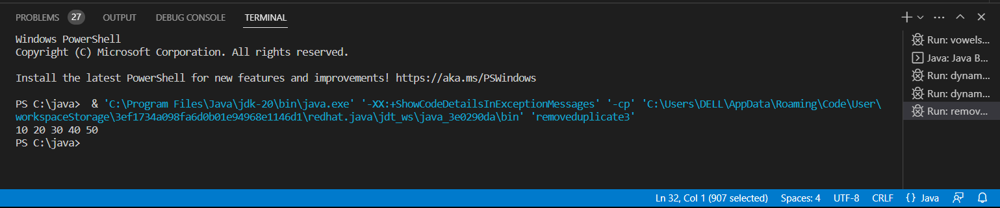 PROBLEMS 27 OUTPUT DEBUG CONSOLE TERMINAL
Windows PowerShell
Copyright (C) Microsoft Corporation. All rights reserved.
Install the latest PowerShell for new features and improvements! https://aka.ms/PSWindows
PS C:\java>  & 'C:\Program Files\Java\jdk-20\bin\java.exe' '-XX:+ShowCodeDetailsInExceptionMessages' '-cp' 'C:\Users\DELL\AppData\Roaming\Code\User\
workspaceStorage\3ef1734a098fa6d0b01e94968e1146d1\redhat.java\jdt_ws\java_3e0290da\bin' 'removeduplicate3'
10 20 30 40 50
PS C:\java>
Run: vowels...
Java: Java B...
Run: dynam...
Run: dynam...
Run: remov...
Ln 32, Col 1 (907 selected) Spaces: 4 UTF-8 CRLF {} Java